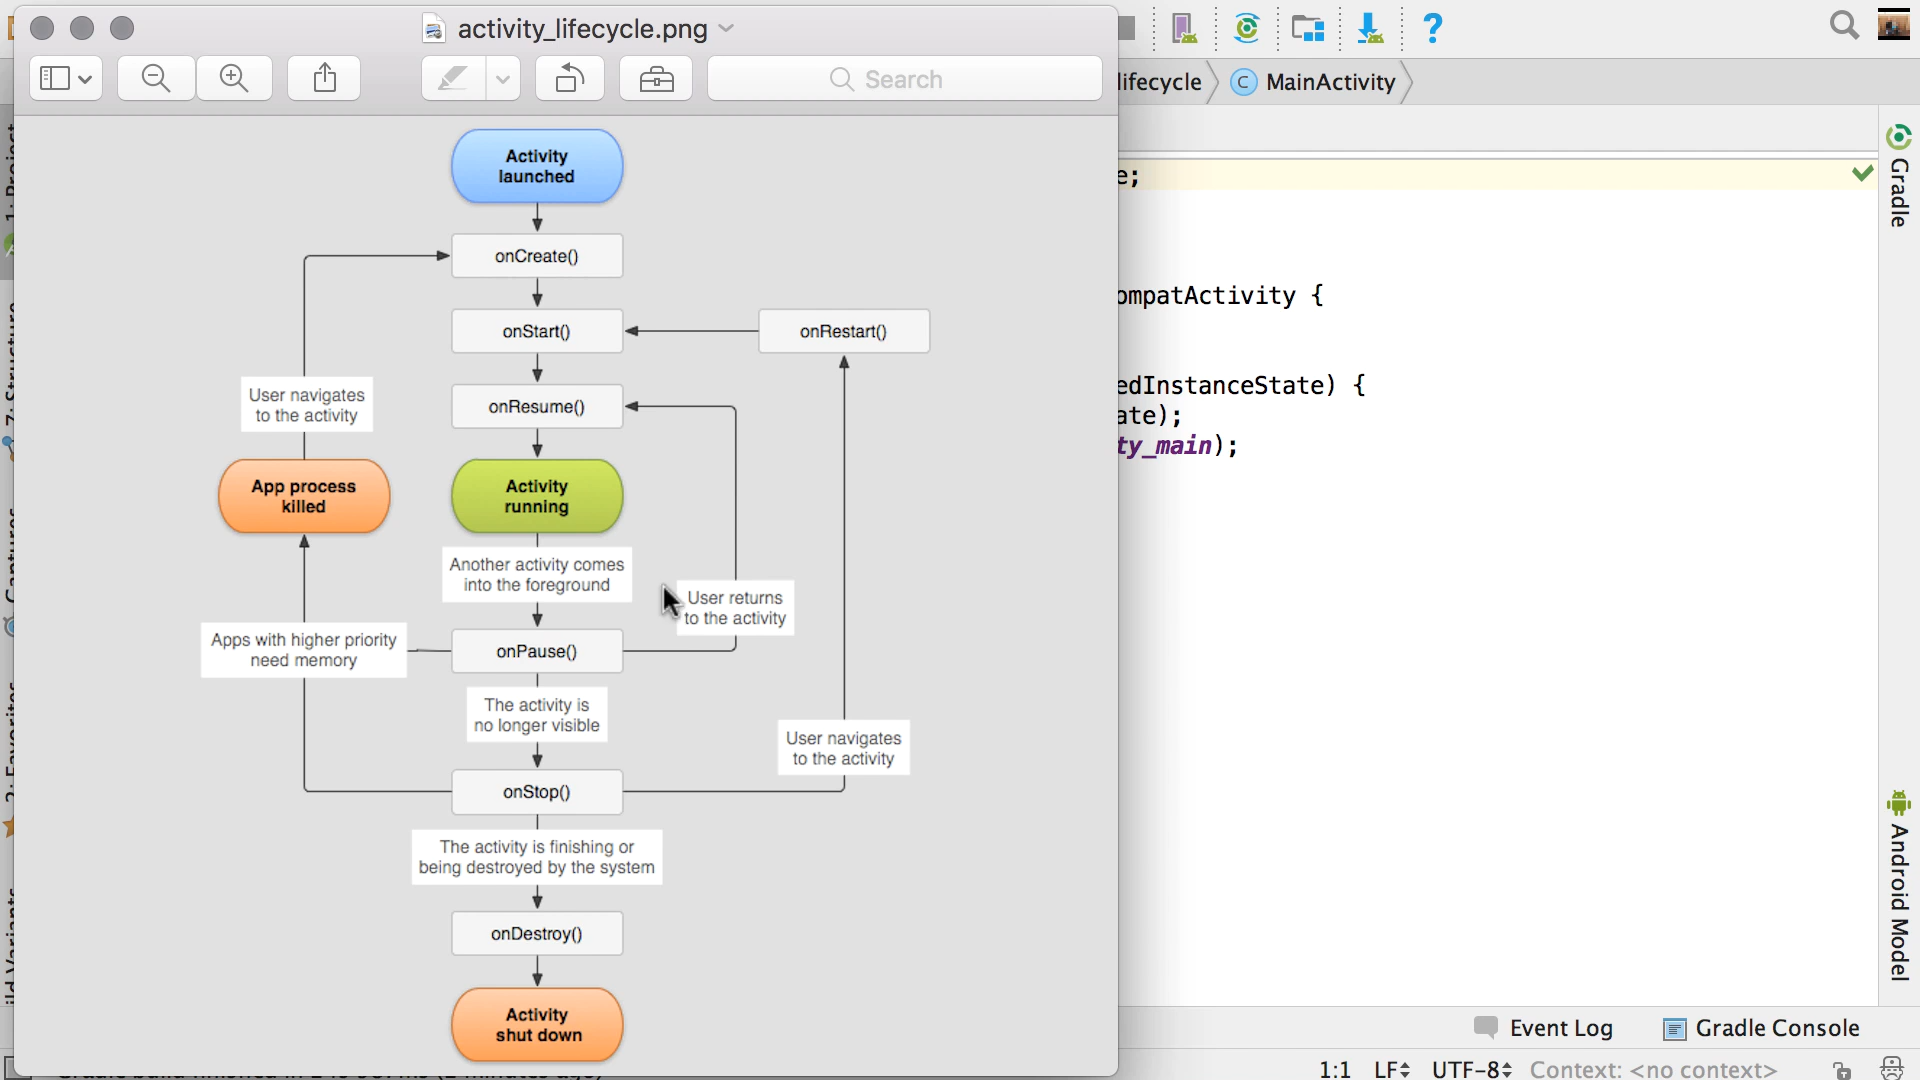 activity_lifecycle.png
Search
lifecycle
C MainActivity
Activity
launched
onCreate()
onStart()
onRestart()
onResume()
User navigates
to the activity
App process
killed
Activity
running
Another activity comes
into the foreground
User returns
to the activity
Apps with higher priority
need memory
onPause()
The activity is
no longer visible
User navigates
to the activity
onStop()
The activity is finishing or
being destroyed by the system
onDestroy()
Activity
shut down
e;
ompatActivity {
edInstanceState) {
ate);
ty_main);
Gradle
Android Model
Event Log
Gradle Console
1:1 LF UTF-8 Context: <no context>